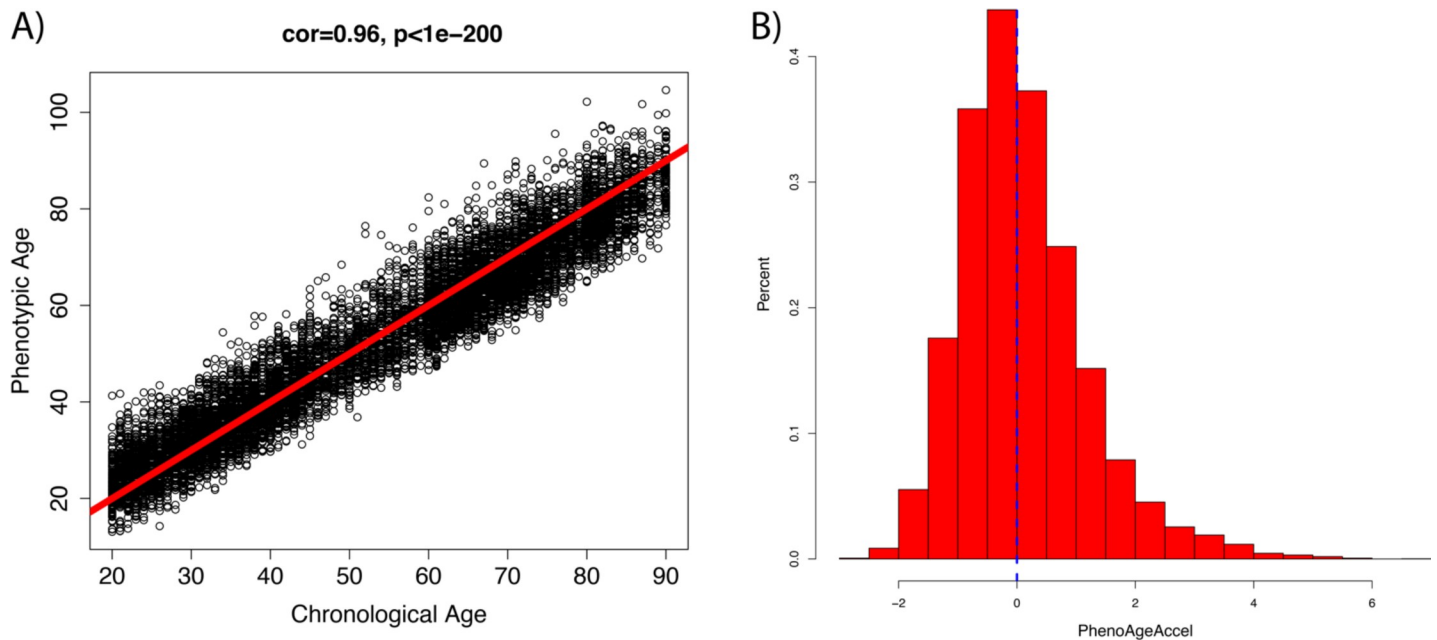 A)
cor=0.96, p<1e−200
Phenotypic Age
100
80
60
40
20
20 30 40 50 60 70 80 90
Chronological Age
B)
Percent
0.4
0.3
0.2
0.1
0.0
−2 0 2 4 6
PhenoAgeAccel